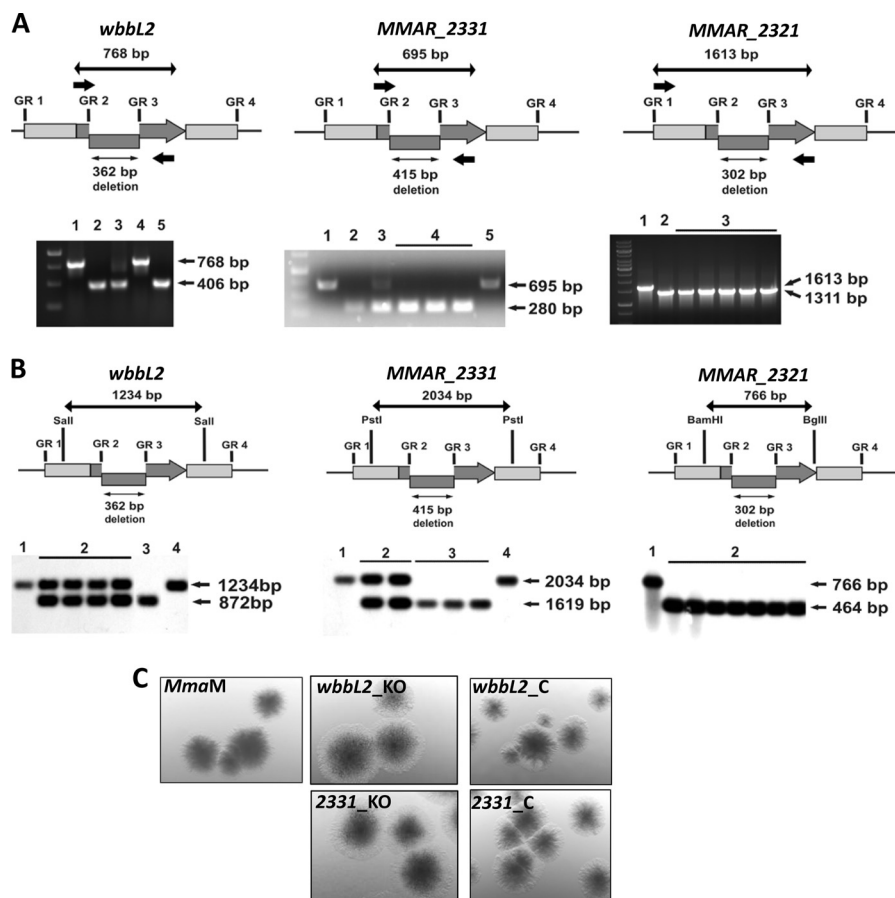 A
wbbL2 MMAR_2331 MMAR_2321
768 bp 695 bp 1613 bp
GR 1 GR 2 GR 3 GR 4 GR 1 GR 2 GR 3 GR 4 GR 1 GR 2 GR 3 GR 4
362 bp 415 bp 302 bp
deletion deletion deletion
1 2 3 4 5 1 2 3 4 5 1 2 3
768 bp 695 bp 1613 bp
406 bp 280 bp 1311 bp
B
wbbL2 MMAR_2331 MMAR_2321
1234 bp 2034 bp 766 bp
SalI SalI PstI PstI BamHI BglII
GR 1 GR 2 GR 3 GR 4 GR 1 GR 2 GR 3 GR 4 GR 1 GR 2 GR 3 GR 4
362 bp 415 bp 302 bp
deletion deletion deletion
1 2 3 4 1 2 3 4 1 2
1234bp 2034 bp 766 bp
872bp 1619 bp 464 bp
C
MmaM wbbL2_KO wbbL2_C
2331_KO 2331_C